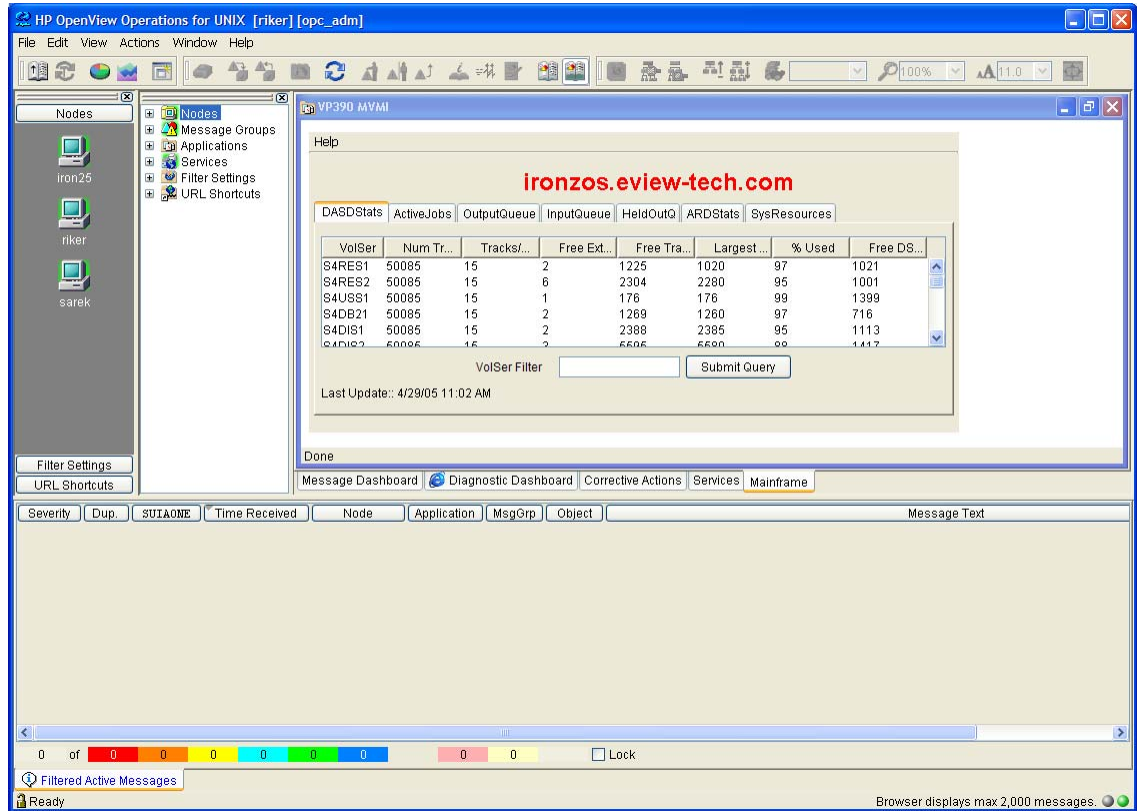 HP OpenView Operations for UNIX [riker] [opc_adm]
File Edit View Actions Window Help
100% 11.0
Nodes
iron25
riker
sarek
Filter Settings
URL Shortcuts
Nodes
Message Groups
Applications
Services
Filter Settings
URL Shortcuts
VP390 MVMI
Help
ironzos.eview-tech.com
DASDStats ActiveJobs OutputQueue InputQueue HeldOutQ ARDStats SysResources
VolSer Num Tr... Tracks/... Free Ext... Free Tra... Largest ... % Used Free DS...
S4RES1 50085 15 2 1225 1020 97 1021
S4RES2 50085 15 6 2304 2280 95 1001
S4USS1 50085 15 1 176 176 99 1399
S4DB21 50085 15 2 1269 1260 97 716
S4DIS1 50085 15 2 2388 2385 95 1113
S4DIS2 50085 15 5580 88 1417
VolSer Filter Submit Query
Last Update:: 4/29/05 11:02 AM
Done
Message Dashboard Diagnostic Dashboard Corrective Actions Services Mainframe
Severity Dup. SUIAONE Time Received Node Application MsgGrp Object Message Text
0 of 0 0 0 0 0 0 0 0 Lock
Filtered Active Messages
Ready Browser displays max 2,000 messages.